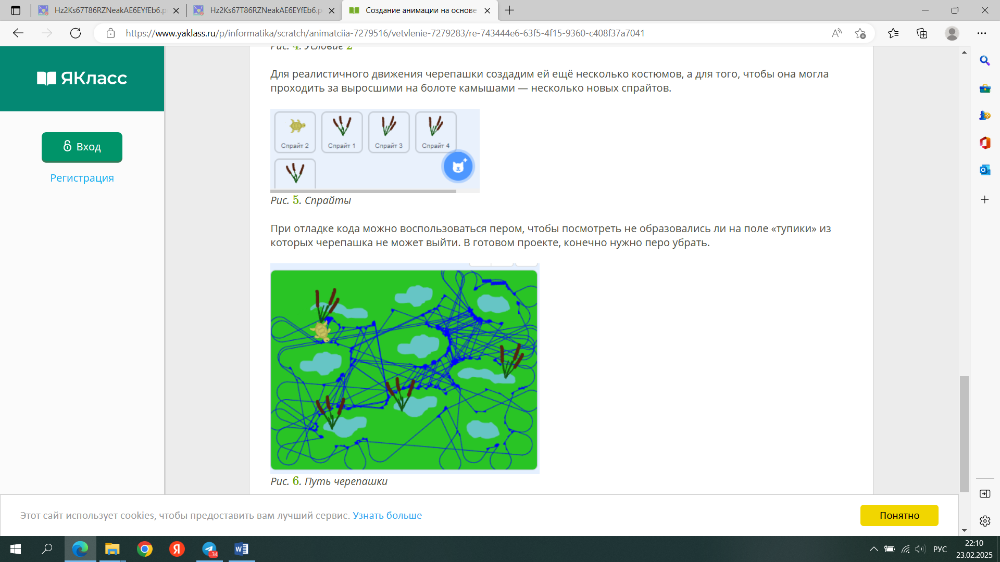 Hz2Ks67T86RZNeakAE6EYfEb6.p
Hz2Ks67T86RZNeakAE6EYfEb6.p
Создание анимации на основе
https://www.yaklass.ru/p/informatika/scratch/animatciia-7279516/vetvlenie-7279283/re-743444e6-63f5-4f15-9360-c408f37a7041
ЯКласс
Вход
Регистрация
Рис. 4. Условие 2
Для реалистичного движения черепашки создадим ей ещё несколько костюмов, а для того, чтобы она могла
проходить за выросшими на болоте камышами — несколько новых спрайтов.
Спрайт 2
Спрайт 1
Спрайт 3
Спрайт 4
Рис. 5. Спрайты
При отладке кода можно воспользоваться пером, чтобы посмотреть не образовались ли на поле «тупики» из
которых черепашка не может выйти. В готовом проекте, конечно нужно перо убрать.
Рис. 6. Путь черепашки
Этот сайт использует cookies, чтобы предоставить вам лучший сервис. Узнать больше
Понятно
34
РУС
22:10
23.02.2025